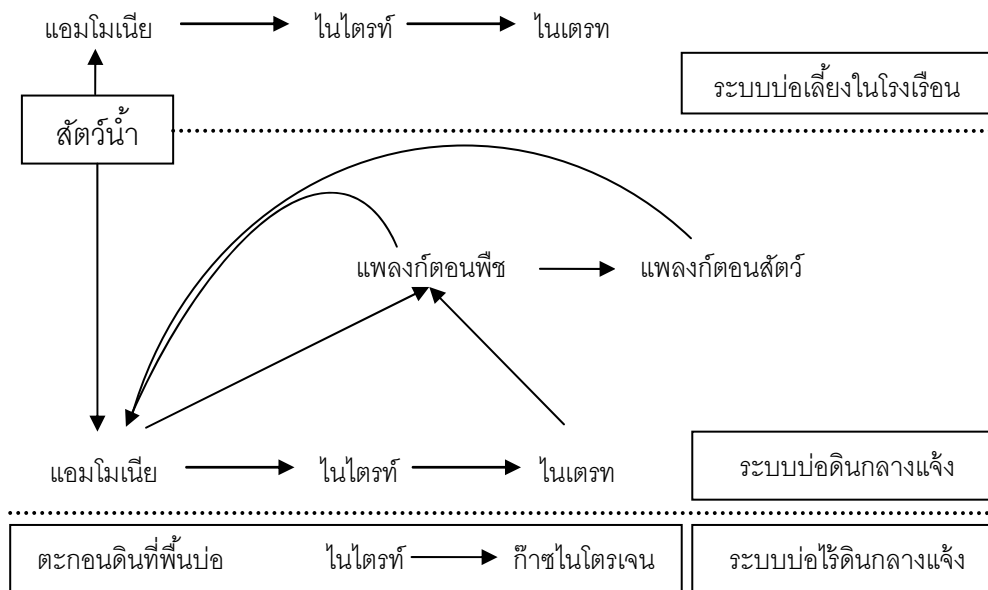 แอมโมเนีย ไนไตรท์ ไนเตรท
ระบบบ่อเลี้ยงในโรงเรือน
สัตว์น้ำ
แพลงก์ตอนพืช แพลงก์ตอนสัตว์
แอมโมเนีย ไนไตรท์ ไนเตรท
ระบบบ่อดินกลางแจ้ง
ตะกอนดินที่พื้นบ่อ ไนไตรท์ ก๊าซไนโตรเจน
ระบบบ่อไร้ดินกลางแจ้ง